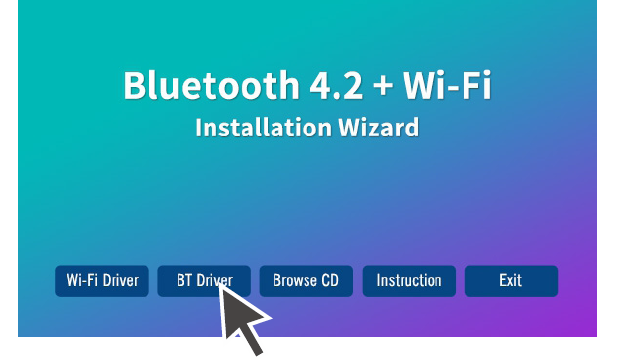 Bluetooth 4.2 + Wi-Fi
Installation Wizard
Wi-Fi Driver BT Driver Browse CD Instruction Exit